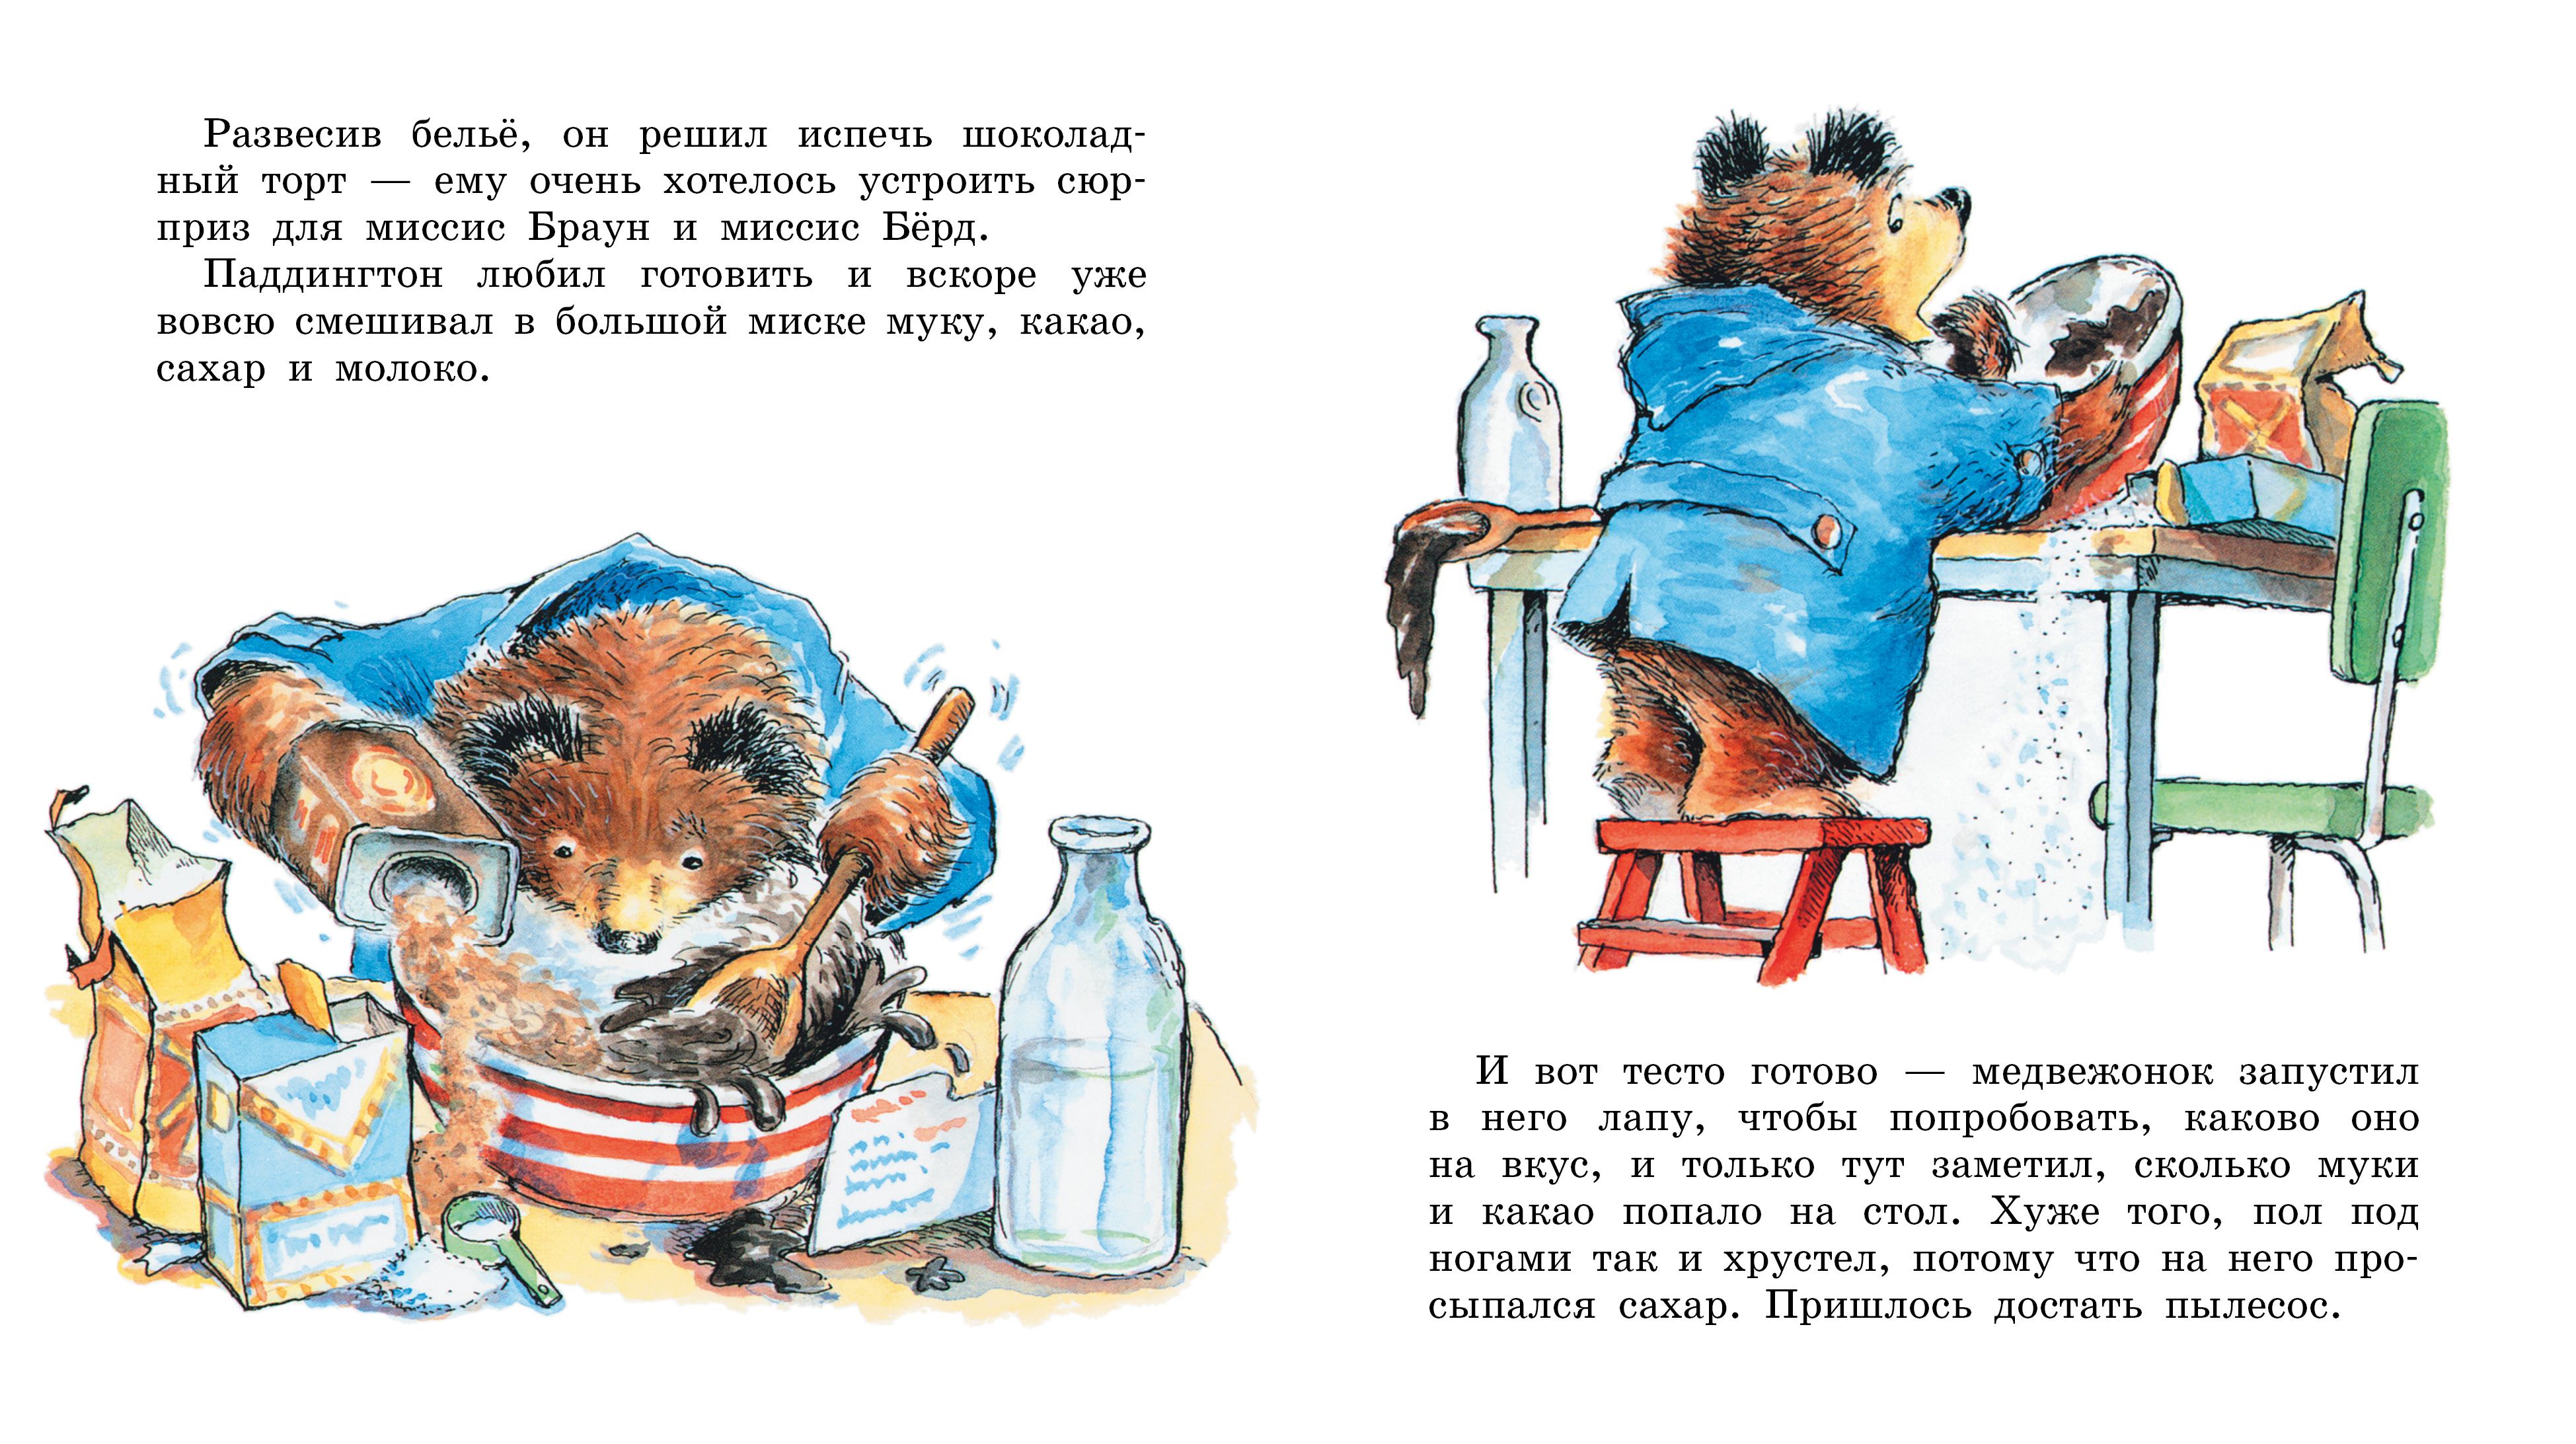 Развесив бельё, он решил испечь шоколад-
ный торт — ему очень хотелось устроить сюр-
приз для миссис Браун и миссис Бёрд.
Паддингтон любил готовить и вскоре уже
вовсю смешивал в большой миске муку, какао,
сахар и молоко.
И вот тесто готово — медвежонок запустил
в него лапу, чтобы попробовать, каково оно
на вкус, и только тут заметил, сколько муки
и какао попало на стол. Хуже того, пол под
ногами так и хрустел, потому что на него про-
сыпался сахар. Пришлось достать пылесос.